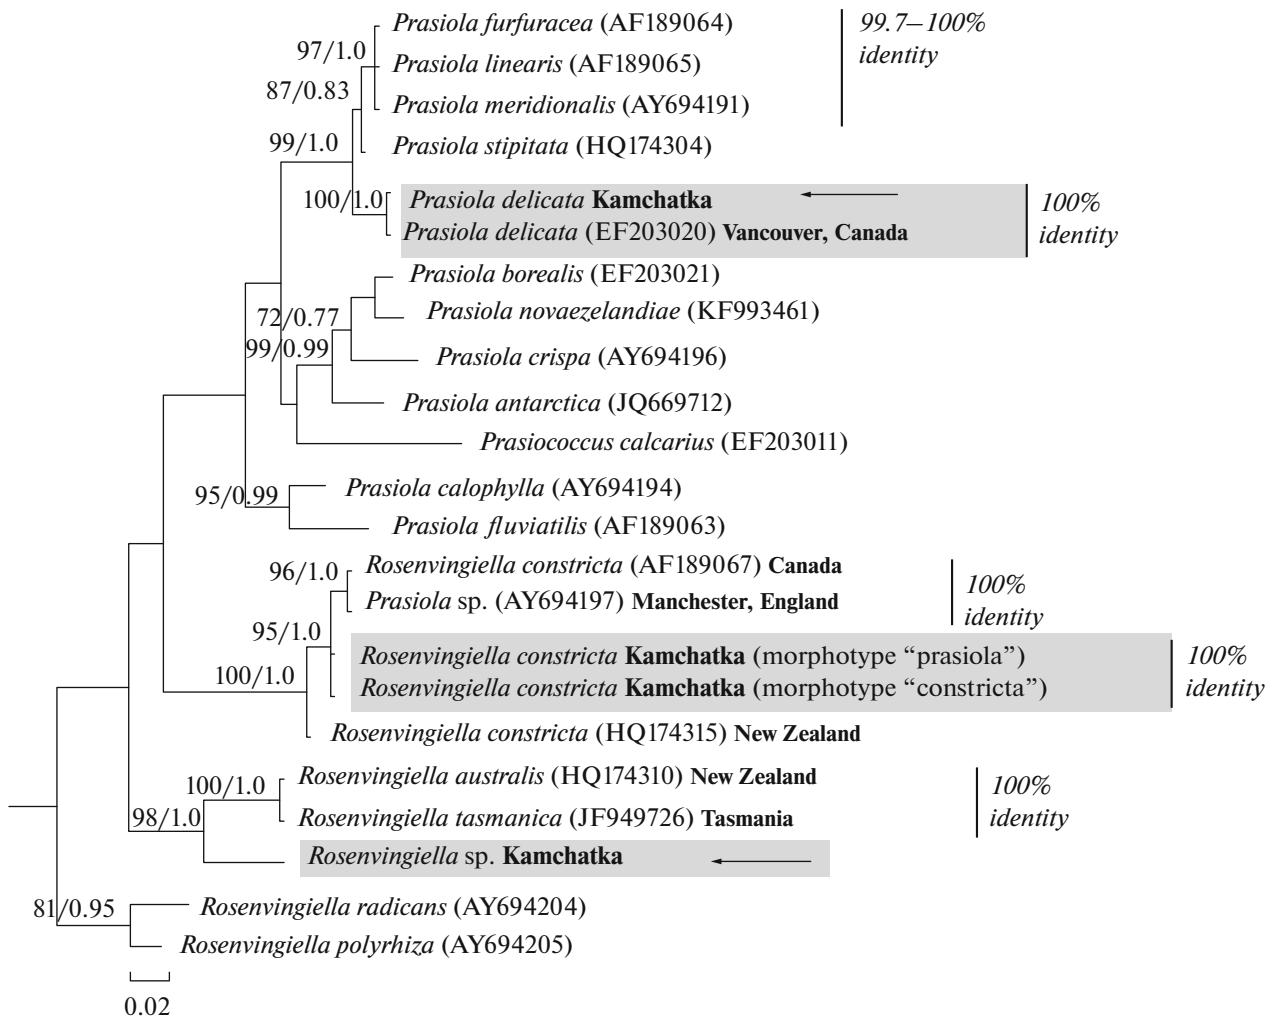 Prasiola furfuracea (AF189064)
99.7–100%
identity
97/1.0
Prasiola linearis (AF189065)
87/0.83
Prasiola meridionalis (AY694191)
99/1.0
Prasiola stipitata (HQ174304)
100/1.0
Prasiola delicata Kamchatka
100%
identity
Prasiola delicata (EF203020) Vancouver, Canada
Prasiola borealis (EF203021)
72/0.77
Prasiola novaezelandiae (KF993461)
99/0.99
Prasiola crispa (AY694196)
Prasiola antarctica (JQ669712)
Prasiococcus calcarius (EF203011)
95/0.99
Prasiola calophylla (AY694194)
Prasiola fluviatilis (AF189063)
96/1.0
Rosenvingiella constricta (AF189067) Canada
100%
identity
Prasiola sp. (AY694197) Manchester, England
95/1.0
Rosenvingiella constricta Kamchatka (morphotype “prasiola”)
100%
identity
100/1.0
Rosenvingiella constricta Kamchatka (morphotype “constricta”)
Rosenvingiella constricta (HQ174315) New Zealand
100/1.0
Rosenvingiella australis (HQ174310) New Zealand
100%
identity
98/1.0
Rosenvingiella tasmanica (JF949726) Tasmania
Rosenvingiella sp. Kamchatka
81/0.95
Rosenvingiella radicans (AY694204)
Rosenvingiella polyrhiza (AY694205)
0.02